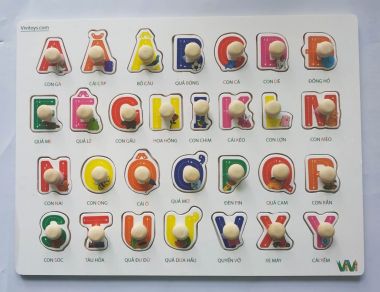 Vivitoys.com
A Ă Â B C D Đ
CON GÀ CÁI CẶP BỒ CÂU QUẢ BÓNG CON CÁ CON DÊ ĐỒNG HỒ
E Ê G H I K L M
QUẢ ME QUẢ LÊ CON GẤU HOA HỒNG CON CHIM CÁI KÉO CON LỢN CON MÈO
N O Ô Ơ P Q R
CON NAI CON ONG CÁI Ô QUẢ MƠ ĐÈN PIN QUẢ CAM CON RẮN
S T U Ư V X Y
CON SÓC TÀU HỎA QUẢ ĐU ĐỦ QUẢ DƯA HẤU QUYỂN VỞ XE MÁY CÁI YẾM